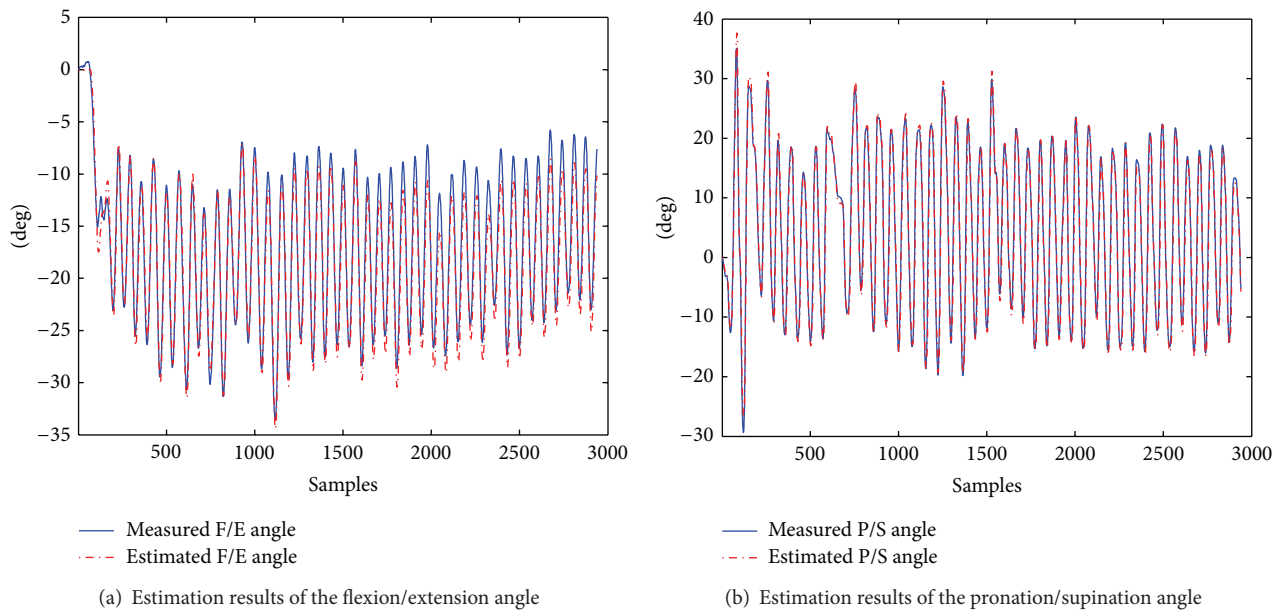 5
0
−5
−10
−15
−20
−25
−30
−35
(deg)
500
1000
1500
2000
2500
3000
Samples
Measured F/E angle
Estimated F/E angle
(a) Estimation results of the flexion/extension angle
40
30
20
10
0
−10
−20
−30
(deg)
500
1000
1500
2000
2500
3000
Samples
Measured P/S angle
Estimated P/S angle
(b) Estimation results of the pronation/supination angle